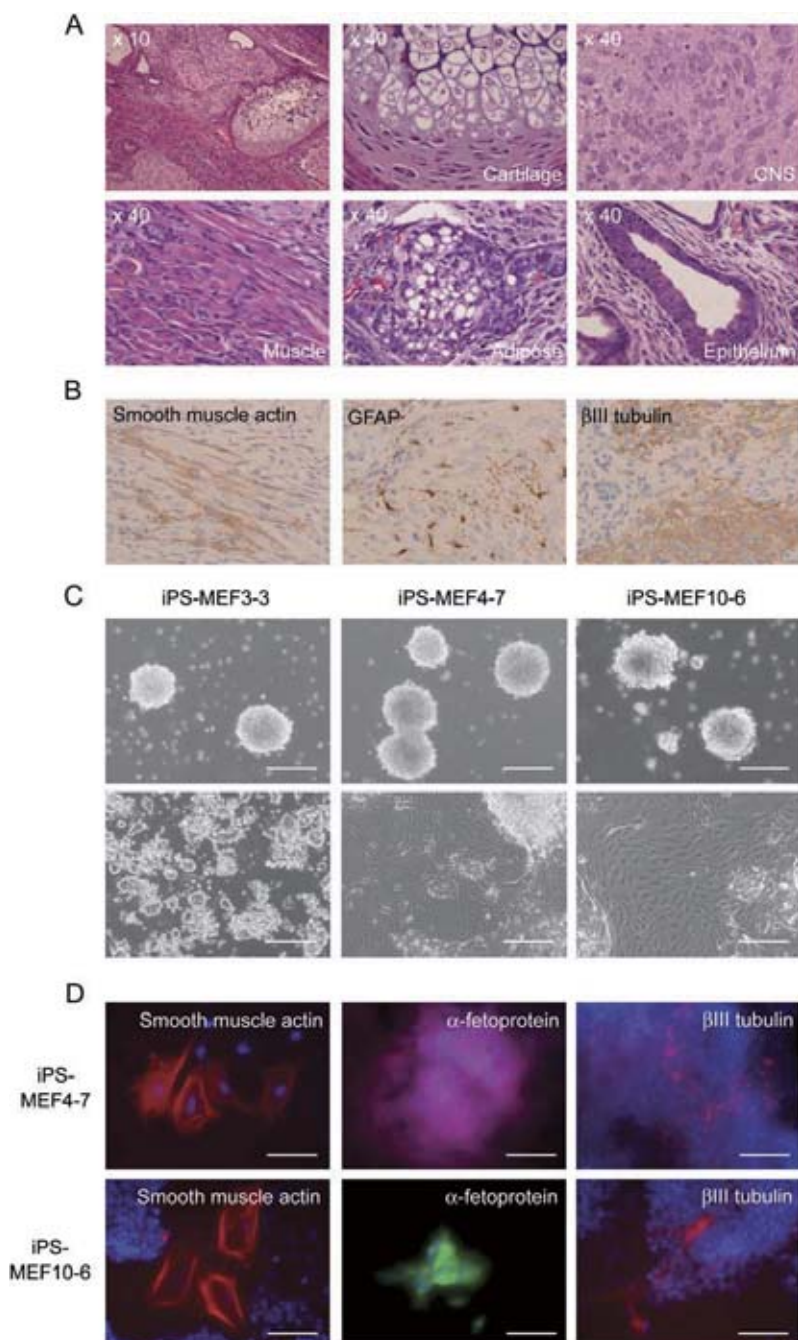 A
x 10
x 40
Cartilage
x 40
CNS
x 40
Muscle
x 40
Adipose
x 40
Epithelium
B
Smooth muscle actin
GFAP
βIII tubulin
C
iPS-MEF3-3
iPS-MEF4-7
iPS-MEF10-6
D
iPS-
MEF4-7
Smooth muscle actin
α-fetoprotein
βIII tubulin
iPS-
MEF10-6
Smooth muscle actin
α-fetoprotein
βIII tubulin